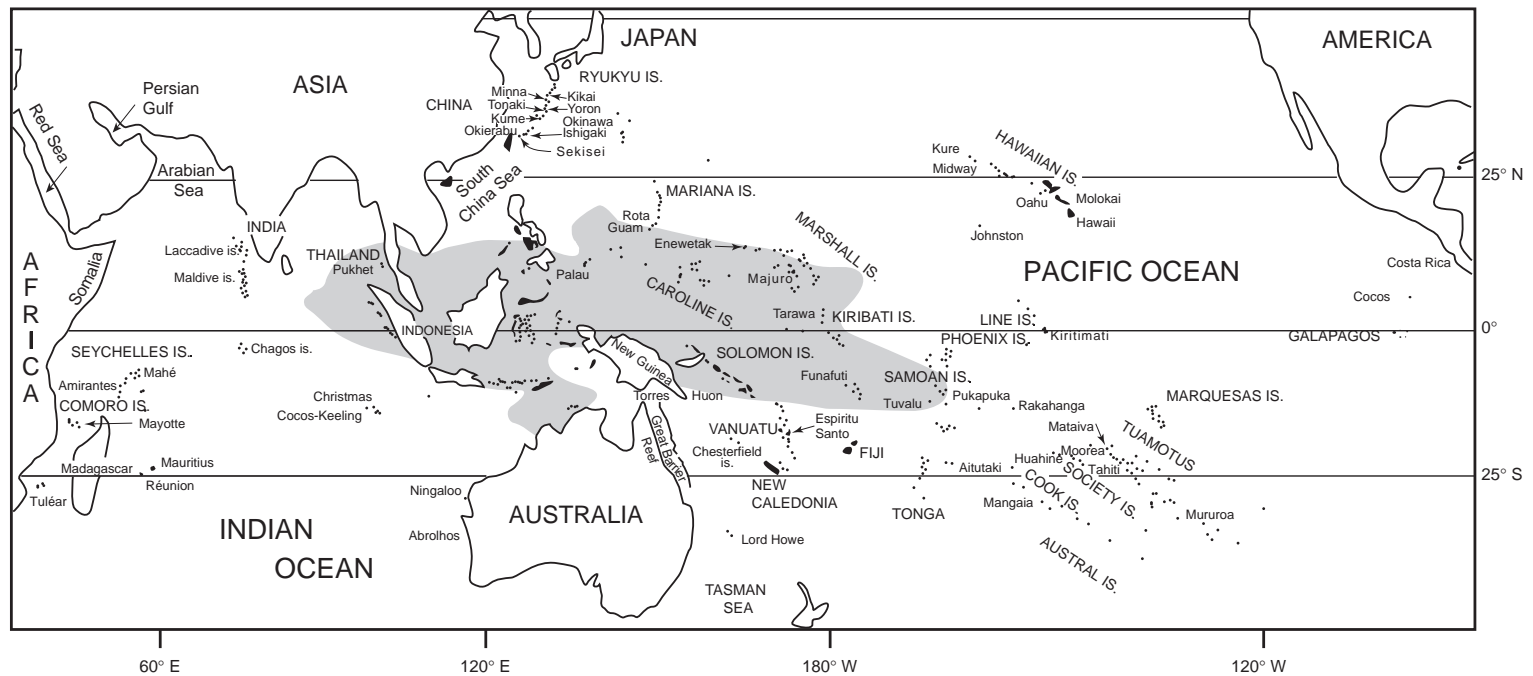 JAPAN
AMERICA
ASIA
RYUKYU IS.
Persian
Gulf
CHINA
Minna
Kikai
Tonaki
Yoron
Kume
Okinawa
Okierabu
Ishigaki
Sekisei
Red Sea
Arabian
Sea
South
China Sea
HAWAIIAN IS.
Kure
Midway
25° N
MARIANA IS.
Oahu
Molokai
Hawaii
Rota
Guam
Johnston
INDIA
Laccadive is.
Maldive is.
THAILAND
Pukhet
Enewetak
MARSHALL IS.
PACIFIC OCEAN
Costa Rica
AFRICA
Somalia
Palau
Majuro
CAROLINE IS.
Cocos
Tarawa
KIRIBATI IS.
LINE IS.
INDONESIA
0°
PHOENIX IS.
Kiritimati
GALAPAGOS
SEYCHELLES IS.
Chagos is.
New Guinea
SOLOMON IS.
Mahé
Amirantes
Funafuti
SAMOAN IS.
COMORO IS.
Christmas
Cocos-Keeling
Torres
Huon
Tuvalu
Pukapuka
Rakahanga
MARQUESAS IS.
Mayotte
Great Barrier
Reef
VANUATU
Espiritu
Santo
Mataiva
TUAMOTUS
Chesterfield
is.
FIJI
Moorea
Huahine
Tahiti
Aitutaki
SOCIETY IS.
Madagascar
Mauritius
Réunion
25° S
Tuléar
Ningaloo
NEW
CALEDONIA
COOK IS.
Mangaia
Mururoa
TONGA
INDIAN
OCEAN
AUSTRALIA
Abrolhos
Lord Howe
AUSTRAL IS.
TASMAN
SEA
60° E
120° E
180° W
120° W